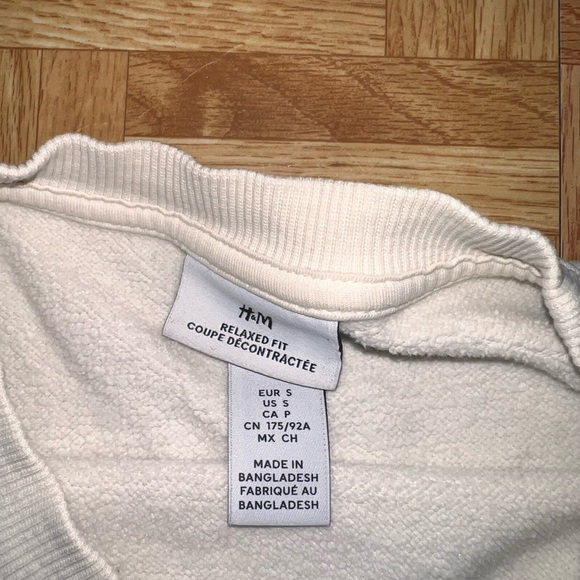 H&M
RELAXED FIT
COUPE DÉCONTRACTÉE
EUR S
US S
CA P
CN 175/92A
MX CH
MADE IN
BANGLADESH
FABRIQUÉ AU
BANGLADESH